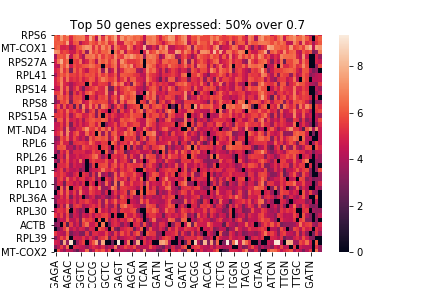 Top 50 genes expressed: 50% over 0.7
RPS6
MT-COX1
RPS27A
RPL41
RPS14
RPS8
RPS15A
MT-ND4
RPL6
RPL26
RPLP1
RPL10
RPL36A
RPL30
ACTB
RPL39
MT-COX2
8
6
4
2
0
GAGA
AGAC
GGTC
CCCG
GCTC
GAGT
AGCA
TCAN
GATN
CAAT
GATC
ACGG
ACCA
TCTG
TGGN
TACG
GTAA
ATCN
TTGN
TTGC
GATN